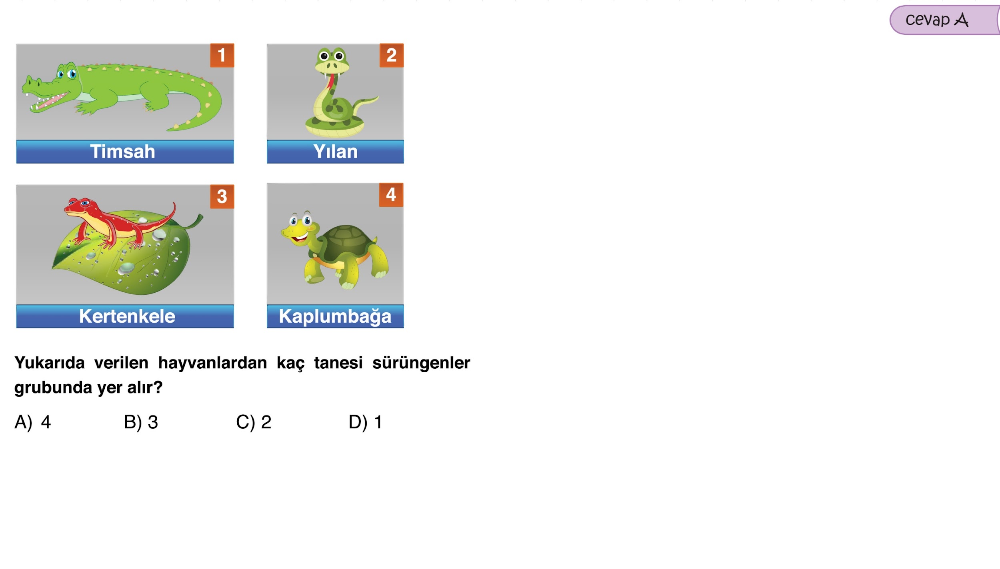 cevap A
1
2
Timsah
Yılan
3
4
Kertenkele
Kaplumbağa
Yukarıda verilen hayvanlardan kaç tanesi sürüngenler
grubunda yer alır?
A) 4 B) 3 C) 2 D) 1